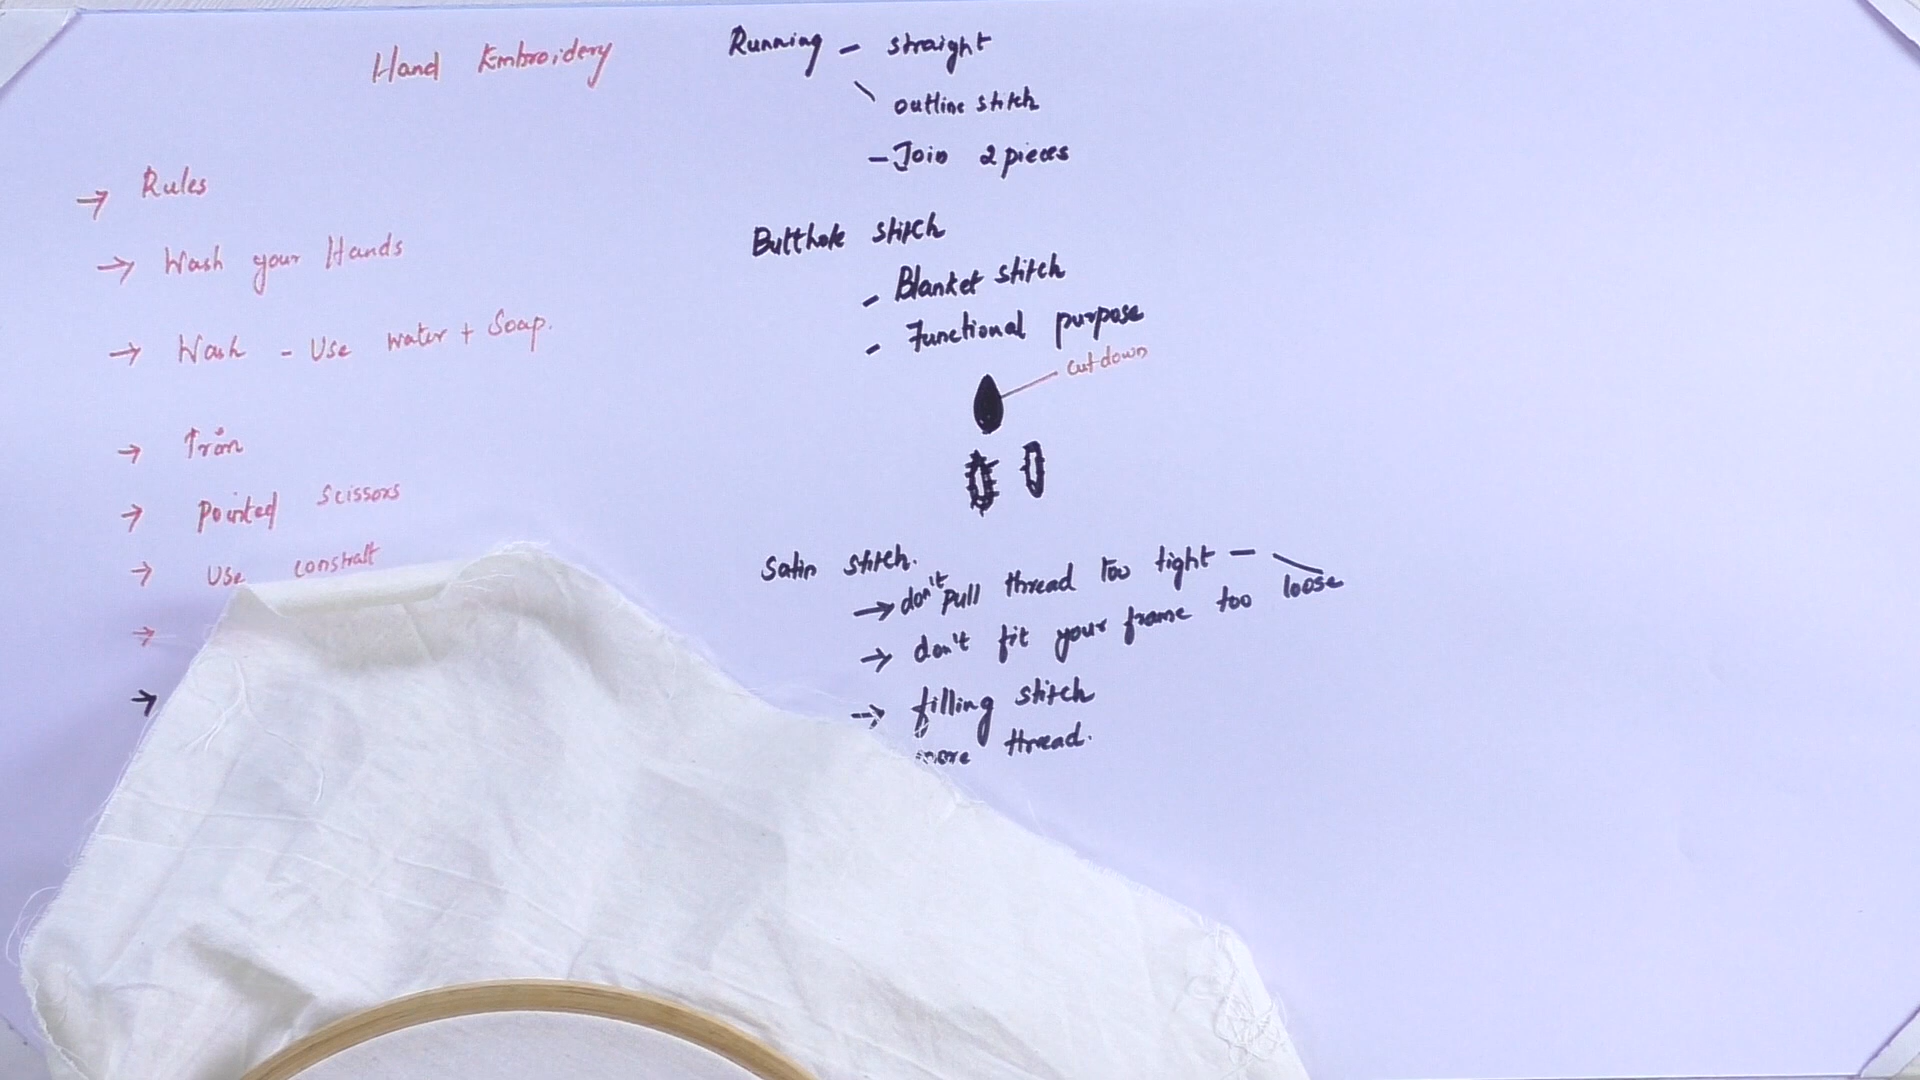 Hand Embroidery
→ Rules
→ Wash your Hands
→ Wash - Use water + Soap.
→ Iron
→ Pointed Scissors
→ Use constratt
→
→
Running - straight
outline stitch
- Join 2 pieces
Butthole stitch
- Blanket stitch
- Functional purpose
cut down
Satin stitch.
→ don't pull thread too tight - loose
→ don't fit your frame too
→ filling stitch
more thread.